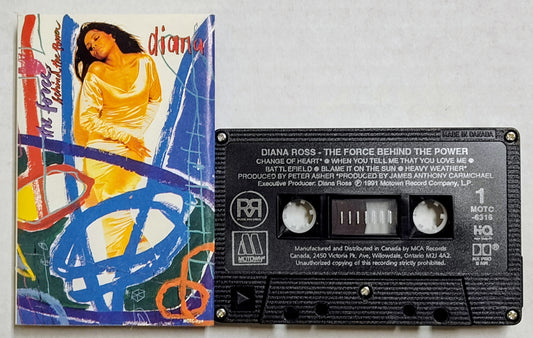 diana
the force
behind the power
MADE IN CANADA
DIANA ROSS - THE FORCE BEHIND THE POWER
CHANGE OF HEART* ● WHEN YOU TELL ME THAT YOU LOVE ME ●
BATTLEFIELD ● BLAME IT ON THE SUN ● HEAVY WEATHER*
PRODUCED BY PETER ASHER *PRODUCED BY JAMES ANTHONY CARMICHAEL
Executive Producer: Diana Ross Ⓟ 1991 Motown Record Company, L.P.
1
MOTC
-6316
HQ
MOTOWN
Manufactured and Distributed in Canada by MCA Records
Canada, 2450 Victoria Pk. Ave, Willowdale, Ontario M2J 4A2.
Unauthorized copying of this recording strictly prohibited.
HX PRO
B NR